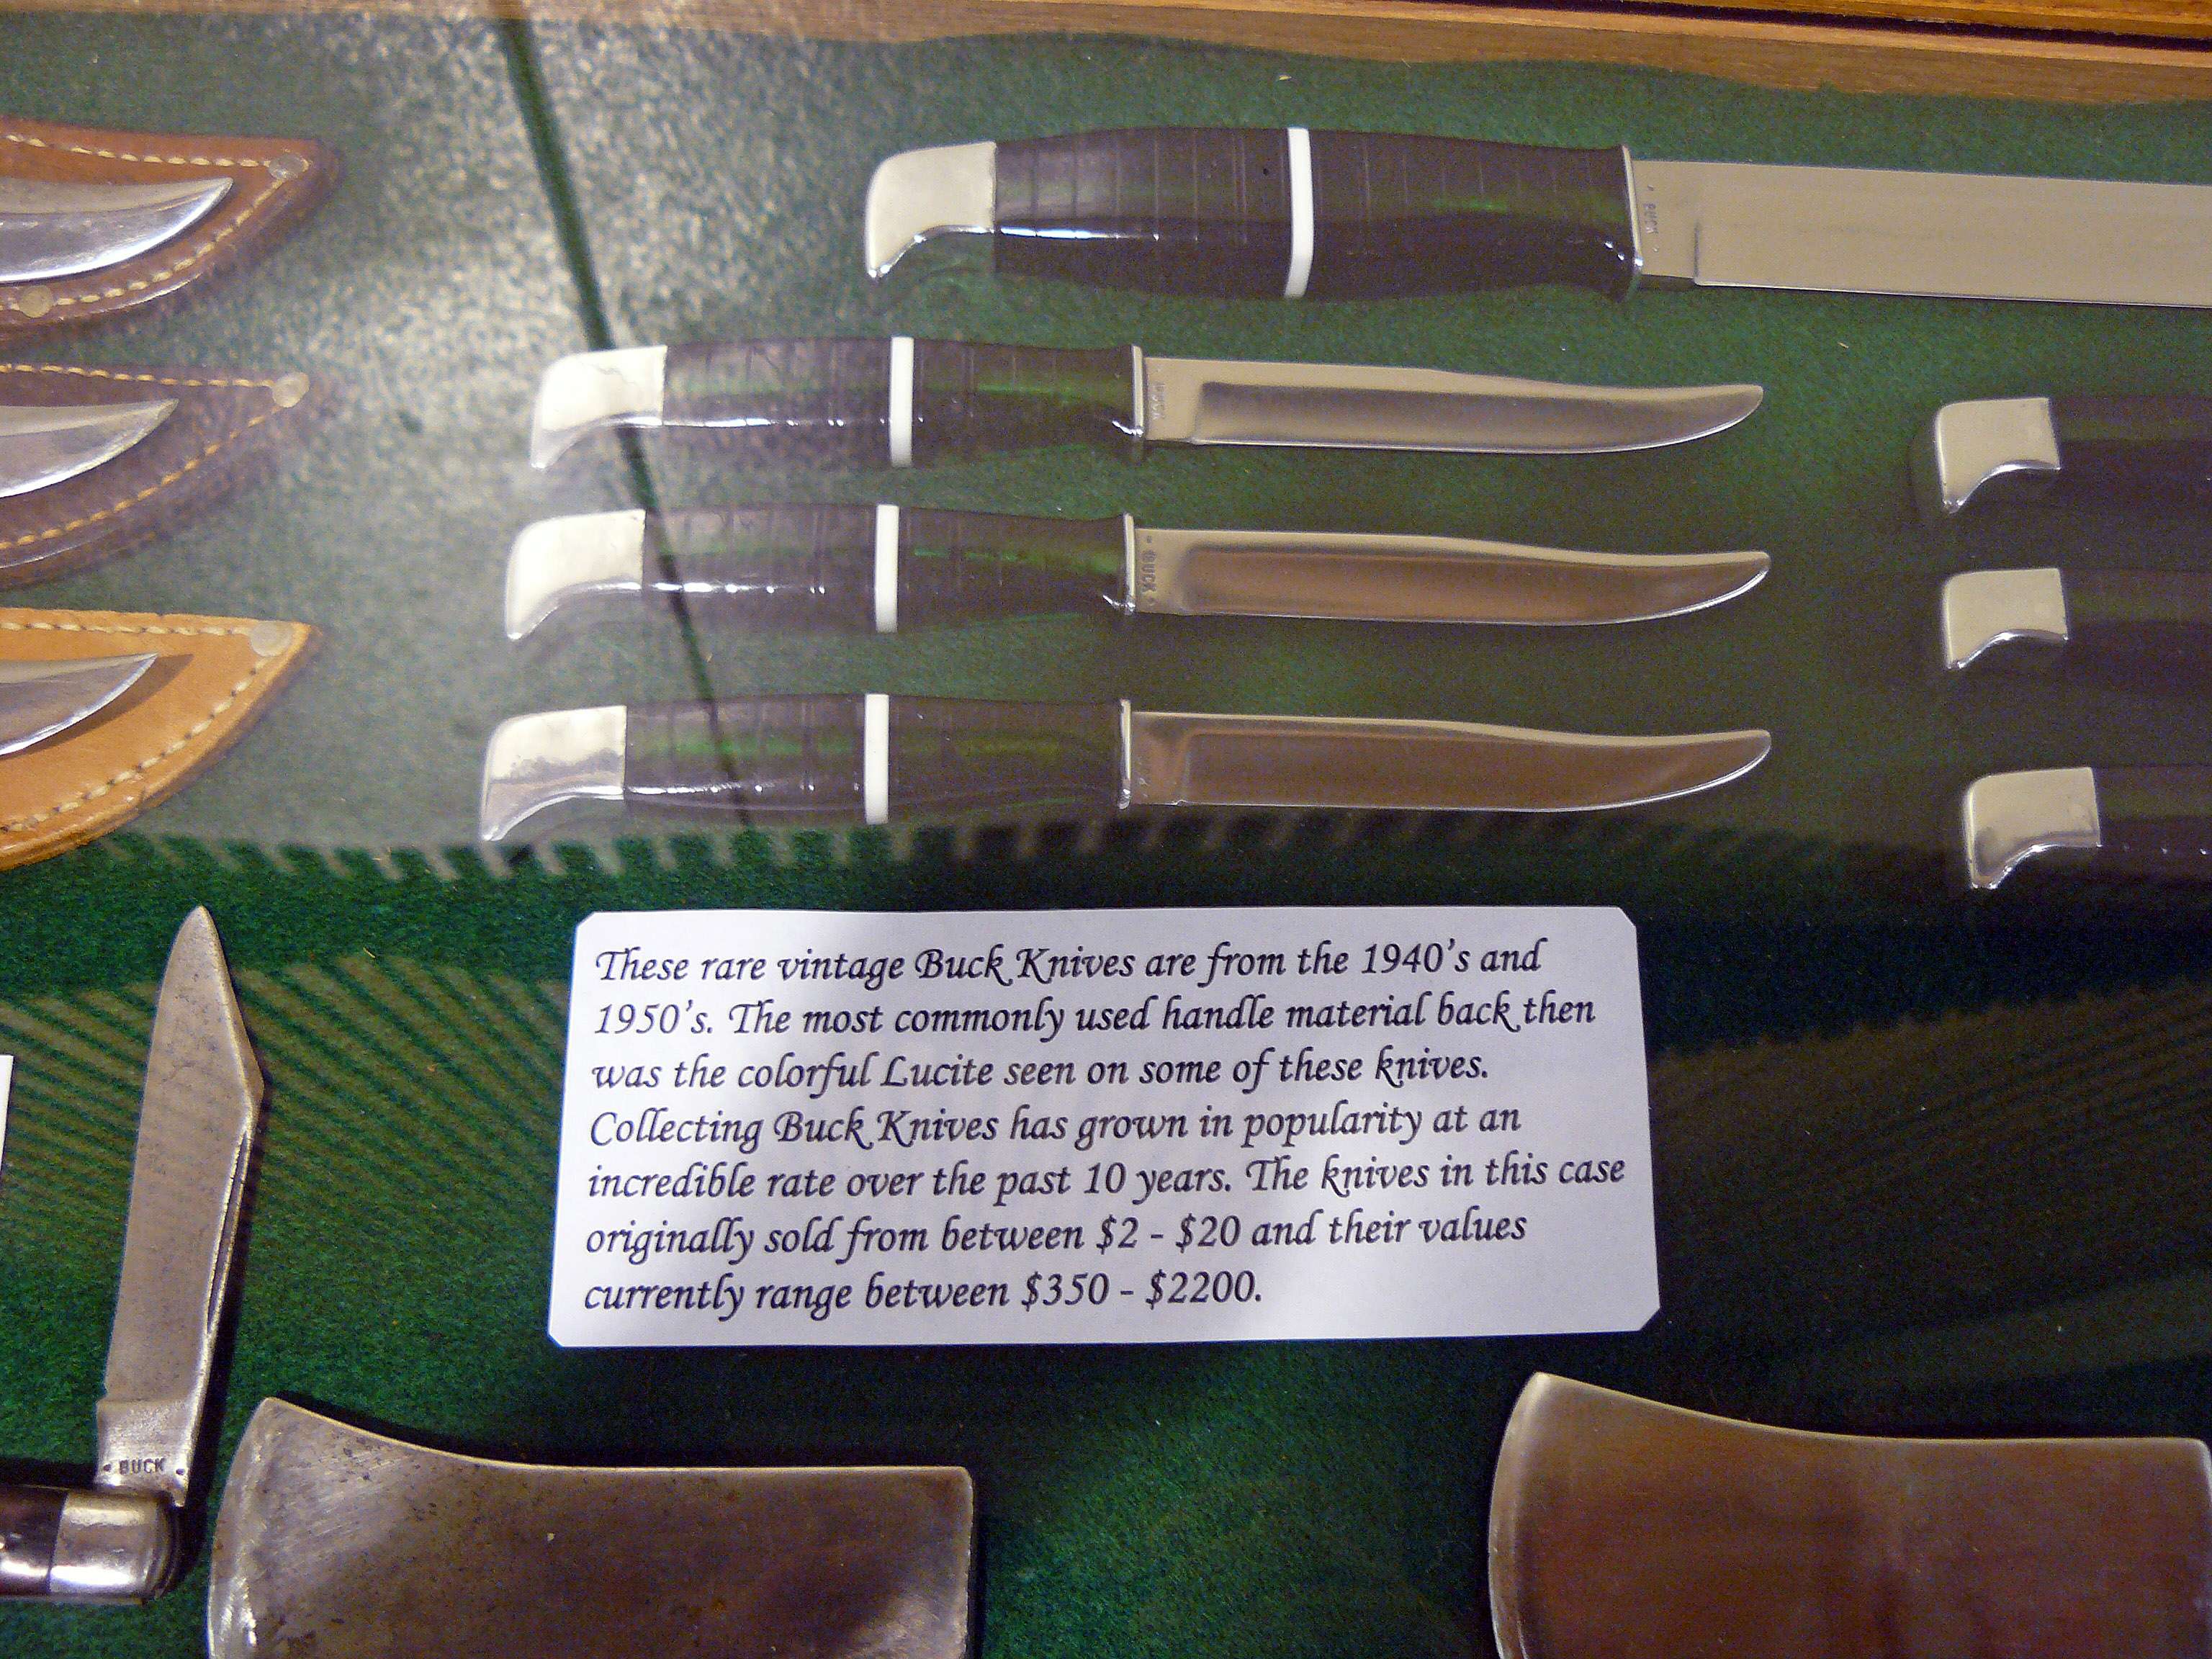 BUCK
BUCK
BUCK
These rare vintage Buck Knives are from the 1940's and
1950's. The most commonly used handle material back then
was the colorful Lucite seen on some of these knives.
Collecting Buck Knives has grown in popularity at an
incredible rate over the past 10 years. The knives in this case
originally sold from between $2 - $20 and their values
currently range between $350 - $2200.
BUCK